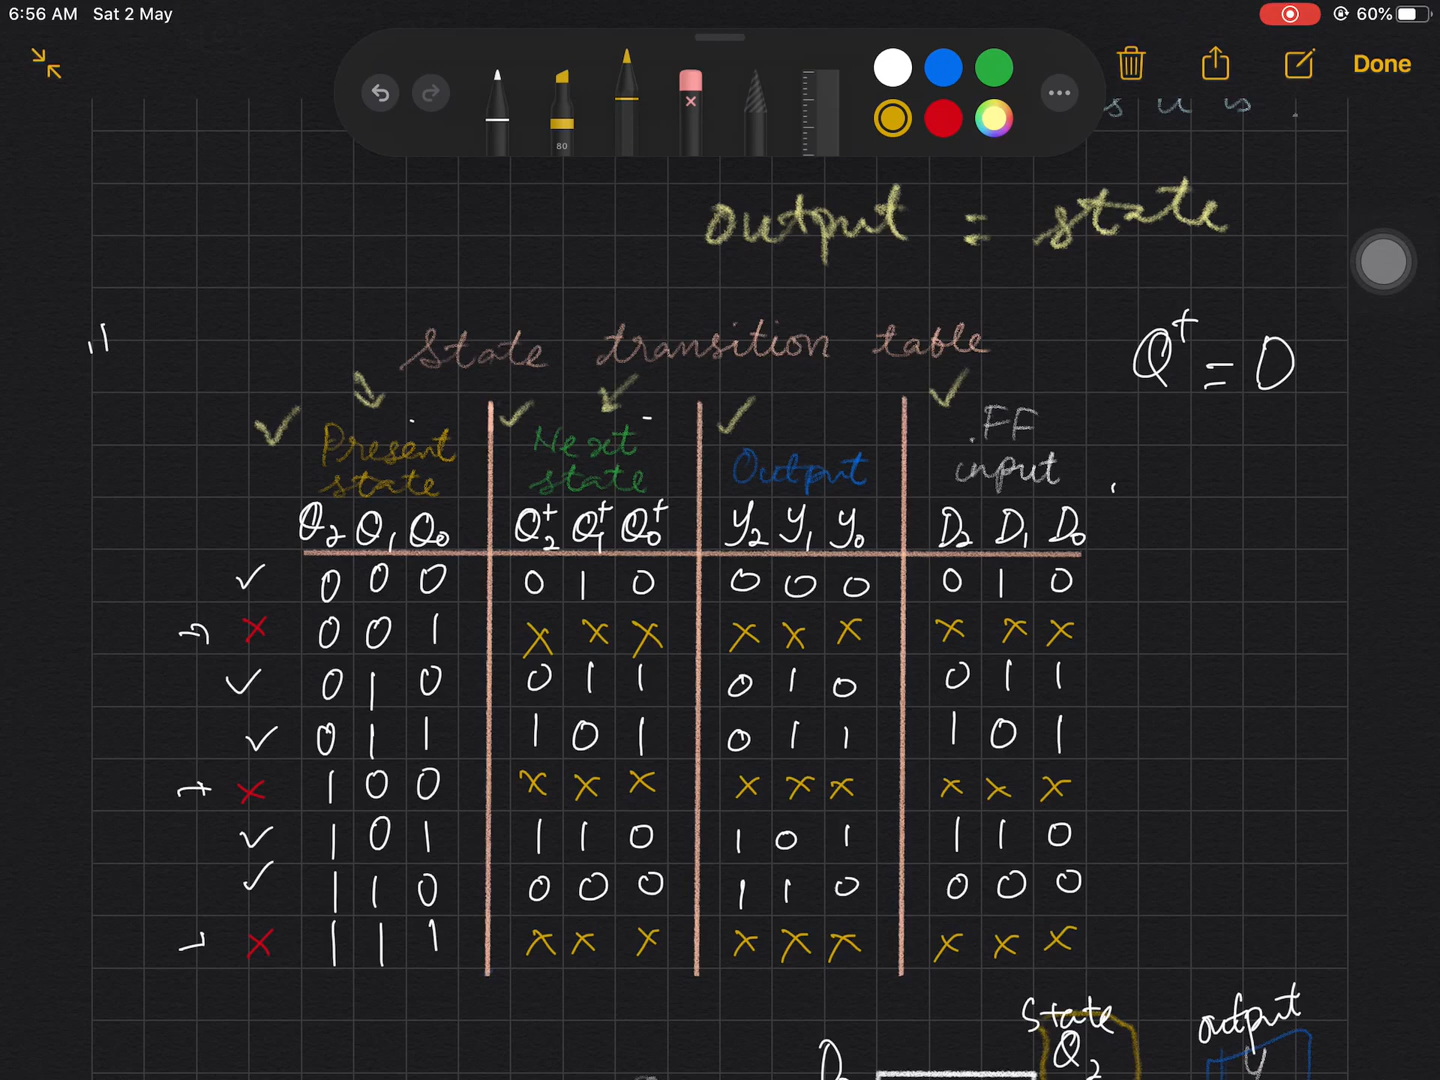 6:56 AM Sat 2 May
60%
Done
80
s it is .
output = state
State transition table
Q⁺ = D
Present Next Output FF
state state input
Q₂ Q₁ Q₀ Q₂⁺ Q₁⁺ Q₀⁺ Y₂ Y₁ Y₀ D₂ D₁ D₀
✓ 0 0 0 0 1 0 0 0 0 0 1 0
× 0 0 1 × × × × × × × × ×
✓ 0 1 0 0 1 1 0 1 0 0 1 1
✓ 0 1 1 1 0 1 0 1 1 1 0 1
× 1 0 0 × × × × × × × × ×
✓ 1 0 1 1 1 0 1 0 1 1 1 0
✓ 1 1 0 0 0 0 1 1 0 0 0 0
× 1 1 1 × × × × × × × × ×
State output
Q₂